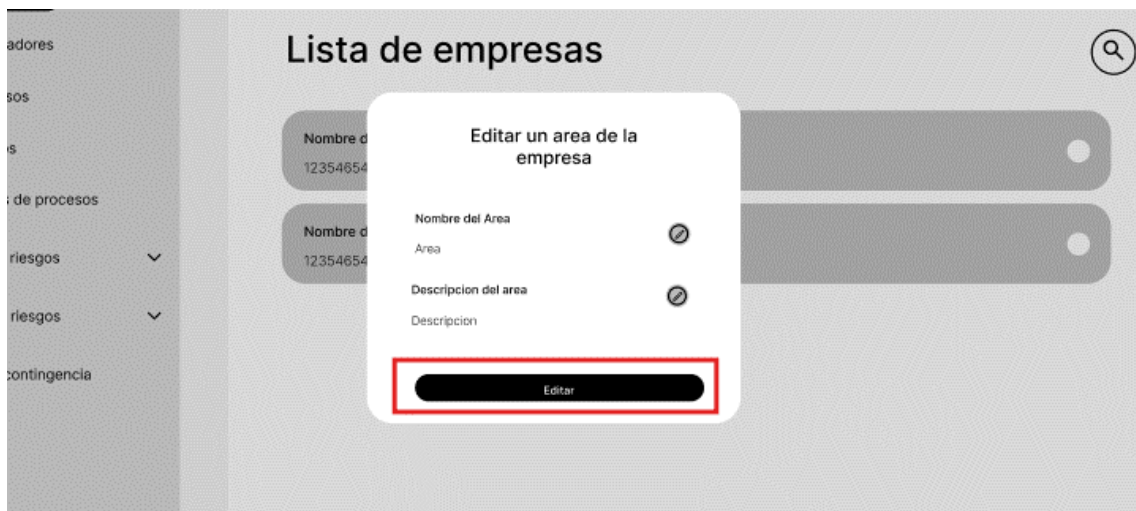 adores
sos
s
de procesos
riesgos
riesgos
contingencia
Lista de empresas
Nombre d
12354654
Nombre d
12354654
Editar un area de la
empresa
Nombre del Area
Area
Descripcion del area
Descripcion
Editar